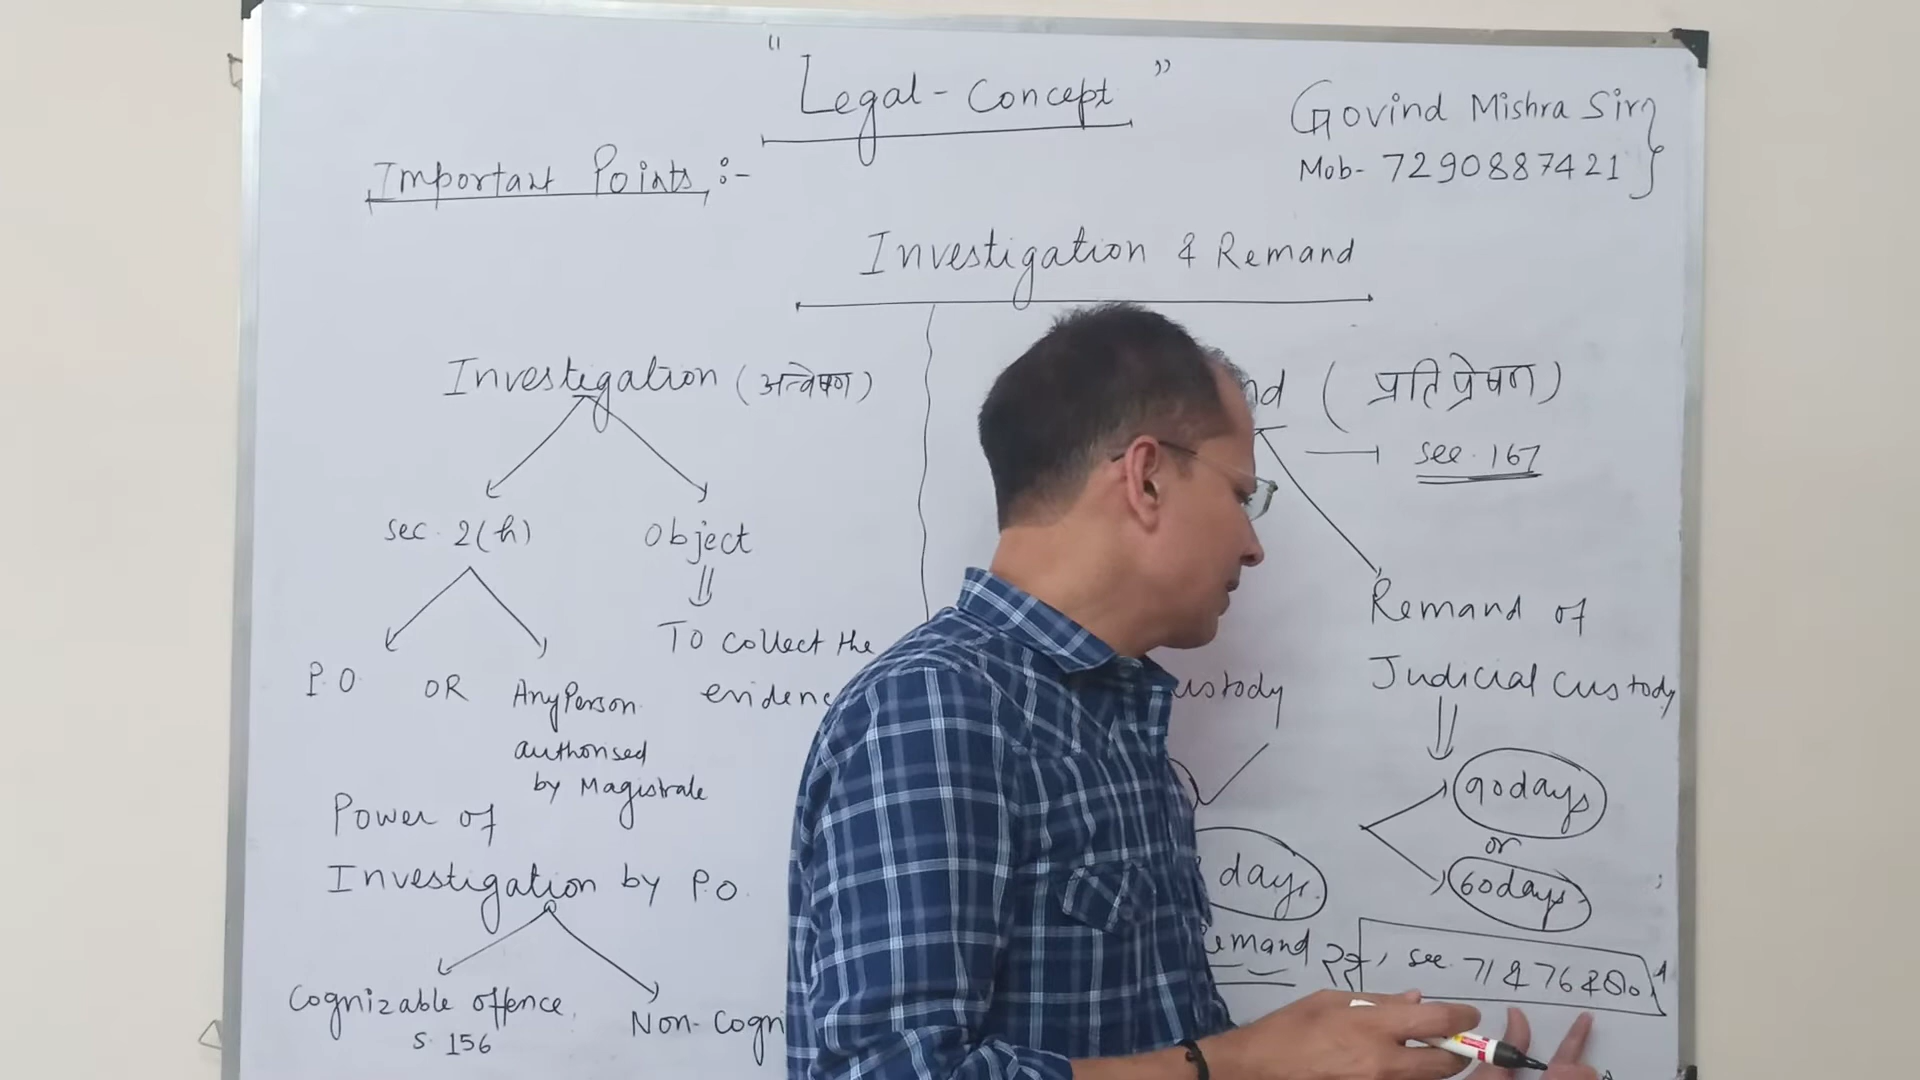 " Legal - Concept "
Govind Mishra Sir
Mob- 7290887421
Important Points :-
Investigation & Remand
Investigation (अन्वेषण)
(प्रतिप्रेषण)
sec. 167
sec. 2(h)
Object
To collect the
P.O. OR Any Person
authorised
by Magistrate
Remand of
Judicial Custody
90 days
or
60 days
days
Power of
Investigation by P.O.
Cognizable offence
S. 156
sec. 71 & 76 & 80